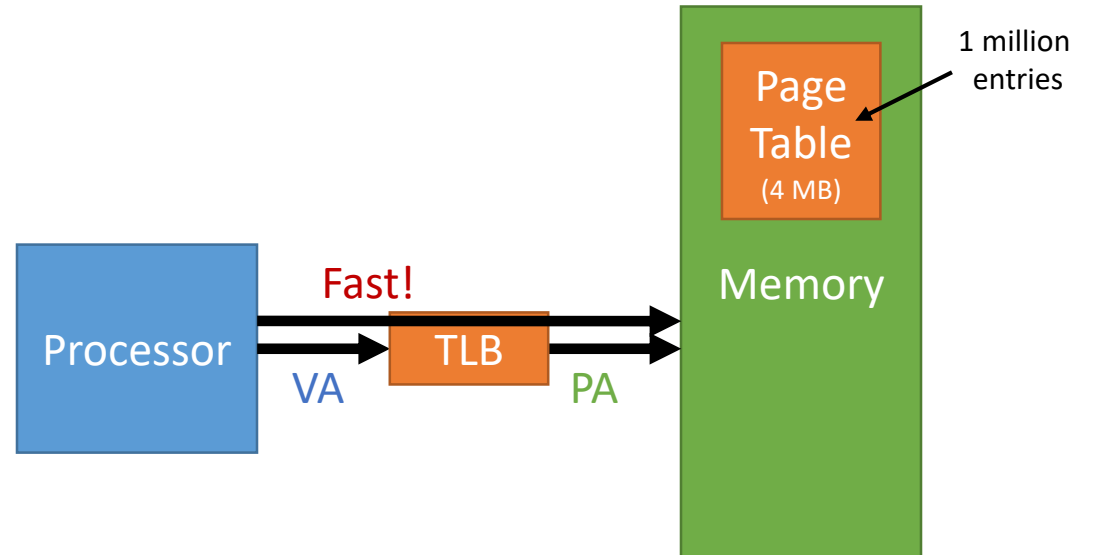 1 million
entries
Page
Table
(4 MB)
Memory
Fast!
Processor
TLB
VA
PA